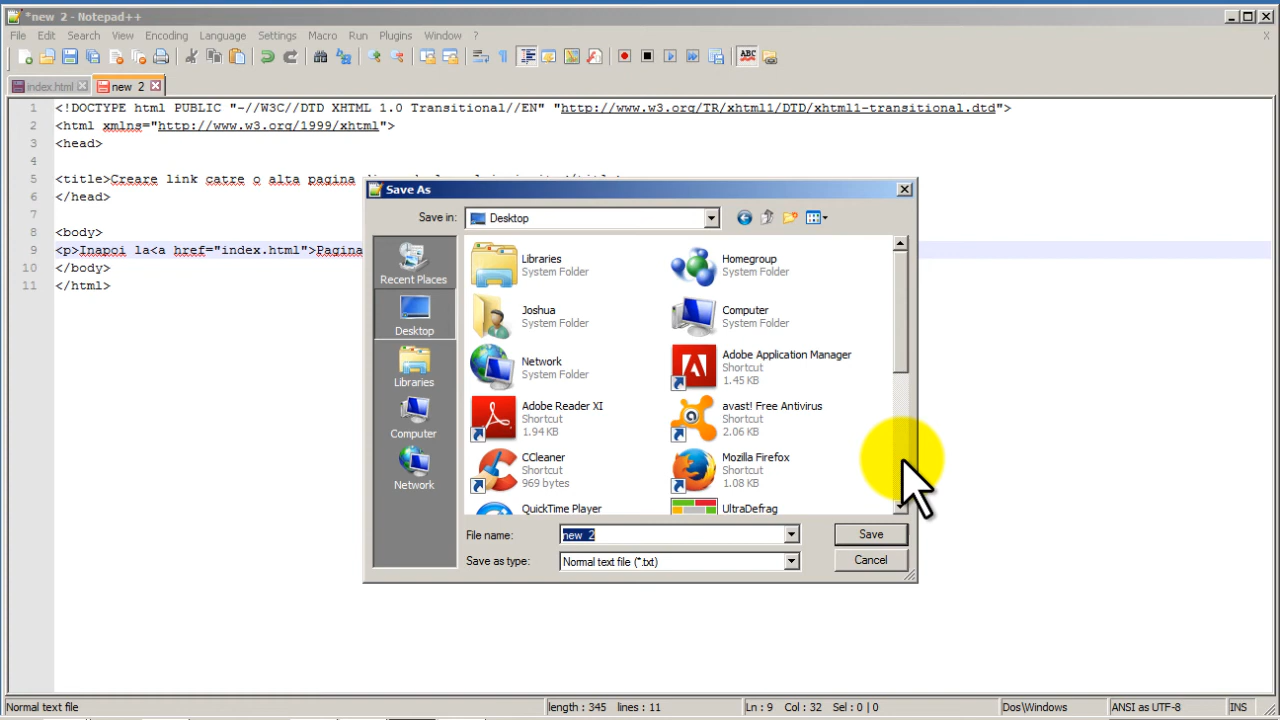 *new 2 - Notepad++
File Edit Search View Encoding Language Settings Macro Run Plugins Window ? X
ABC
index.html new 2
1 <!DOCTYPE html PUBLIC "-//W3C//DTD XHTML 1.0 Transitional//EN" "http://www.w3.org/TR/xhtml1/DTD/xhtml1-transitional.dtd">
2 <html xmlns="http://www.w3.org/1999/xhtml">
3 <head>
4
5 <title>Creare link catre o alta pagina
6 </head>
7
8 <body>
9 <p>Inapoi la<a href="index.html">Pagina
10 </body>
11 </html>
Save As
Save in: Desktop
Recent Places
Desktop
Libraries
Computer
Network
Libraries
System Folder
Homegroup
System Folder
Joshua
System Folder
Computer
System Folder
Network
System Folder
Adobe Application Manager
Shortcut
1.45 KB
Adobe Reader XI
Shortcut
1.94 KB
avast! Free Antivirus
Shortcut
2.06 KB
CCleaner
Shortcut
969 bytes
Mozilla Firefox
Shortcut
1.08 KB
QuickTime Player
UltraDefrag
File name: new 2 Save
Save as type: Normal text file (*.txt) Cancel
Normal text file length : 345 lines : 11 Ln : 9 Col : 32 Sel : 0 | 0 Dos\Windows ANSI as UTF-8 INS